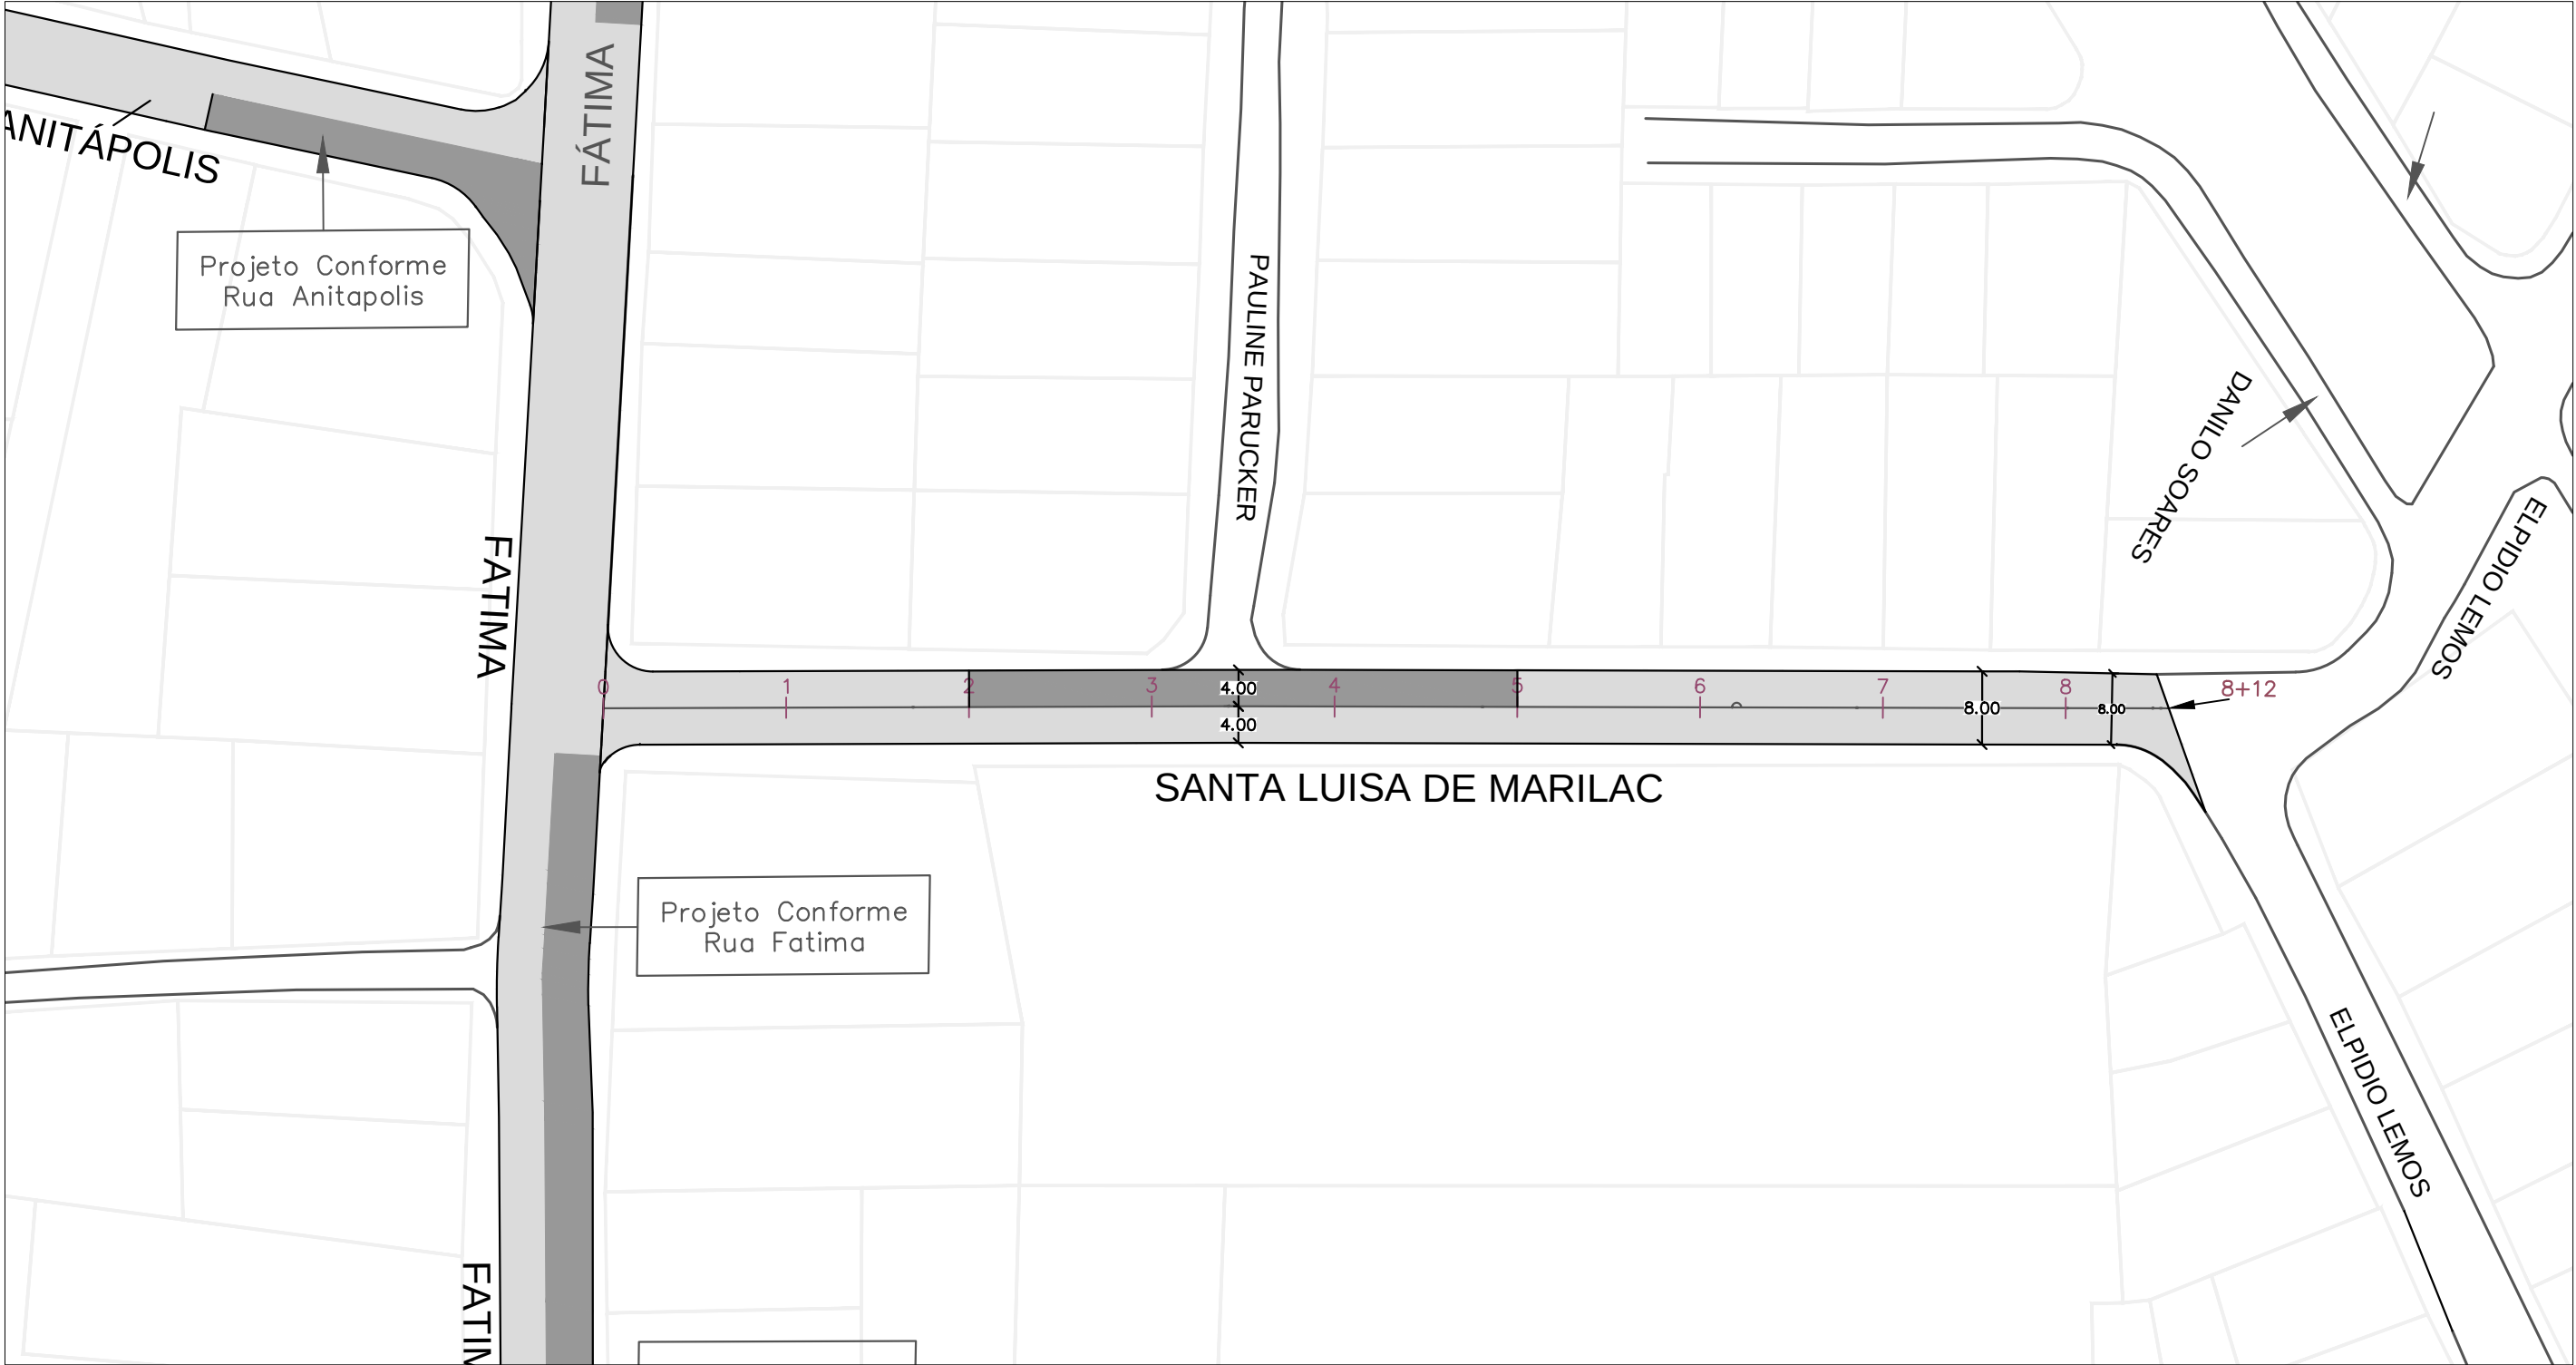 FÁTIMA
ANITÁPOLIS
Projeto Conforme
Rua Anitapolis
PAULINE PARUCKER
DANILO SOARES
ELPIDIO LEMOS
FATIMA
0 1 2 3 4 5 6 7 8 8+12
4.00
4.00
8.00
8.00
SANTA LUISA DE MARILAC
Projeto Conforme
Rua Fatima
ELPIDIO LEMOS
FATIM